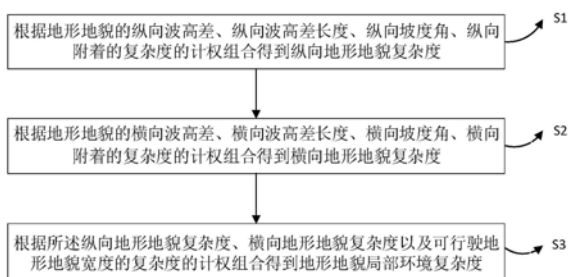 根据地形地貌的纵向波高差、纵向波高差长度、纵向坡度角、纵向
附着的复杂度的计权组合得到纵向地形地貌复杂度
S1
根据地形地貌的横向波高差、横向波高差长度、横向坡度角、横向
附着的复杂度的计权组合得到横向地形地貌复杂度
S2
根据所述纵向地形地貌复杂度、横向地形地貌复杂度以及可行驶地
形地貌宽度的复杂度的计权组合得到地形地貌局部环境复杂度
S3